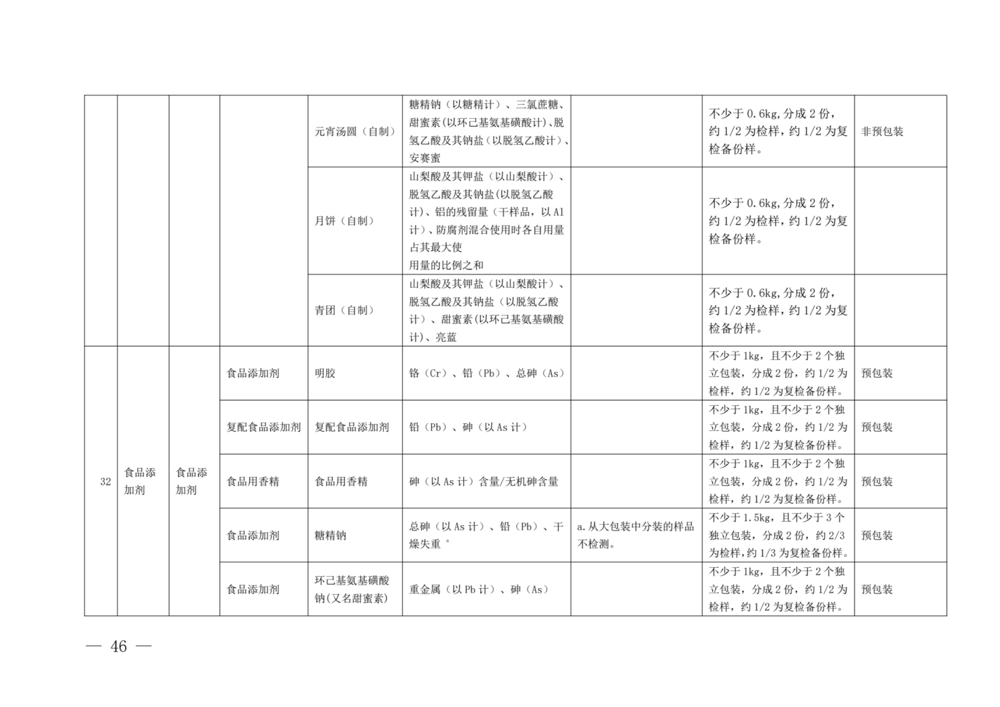 元宵汤圆（自制）
糖精钠（以糖精计）、三氯蔗糖、
甜蜜素(以环己基氨基磺酸计)、脱
氢乙酸及其钠盐（以脱氢乙酸计）、
安赛蜜
不少于 0.6kg,分成 2 份，
约 1/2 为检样，约 1/2 为复
检备份样。
非预包装
月饼（自制）
山梨酸及其钾盐（以山梨酸计）、
脱氢乙酸及其钠盐(以脱氢乙酸
计)、铝的残留量（干样品，以 Al
计）、防腐剂混合使用时各自用量
占其最大使
用量的比例之和
不少于 0.6kg,分成 2 份，
约 1/2 为检样，约 1/2 为复
检备份样。
青团（自制）
山梨酸及其钾盐（以山梨酸计）、
脱氢乙酸及其钠盐（以脱氢乙酸
计）、甜蜜素(以环己基氨基磺酸
计)、亮蓝
不少于 0.6kg,分成 2 份，
约 1/2 为检样，约 1/2 为复
检备份样。
32
食品添
加剂
食品添
加剂
食品添加剂
明胶
铬（Cr）、铅（Pb）、总砷（As）
不少于 1kg，且不少于 2 个独
立包装，分成 2 份，约 1/2 为
检样，约 1/2 为复检备份样。
预包装
复配食品添加剂
复配食品添加剂
铅（Pb）、砷（以 As 计）
不少于 1kg，且不少于 2 个独
立包装，分成 2 份，约 1/2 为
检样，约 1/2 为复检备份样。
预包装
食品用香精
食品用香精
砷（以 As 计）含量/无机砷含量
不少于 1kg，且不少于 2 个独
立包装，分成 2 份，约 1/2 为
检样，约 1/2 为复检备份样。
预包装
食品添加剂
糖精钠
总砷（以 As 计）、铅（Pb）、干
燥失重 a
a.从大包装中分装的样品
不检测。
不少于 1.5kg，且不少于 3 个
独立包装，分成 2 份，约 2/3
为检样,约 1/3 为复检备份样。
预包装
食品添加剂
环己基氨基磺酸
钠(又名甜蜜素)
重金属（以 Pb 计）、砷（As）
不少于 1kg，且不少于 2 个独
立包装，分成 2 份，约 1/2 为
检样，约 1/2 为复检备份样。
预包装
— 46 —